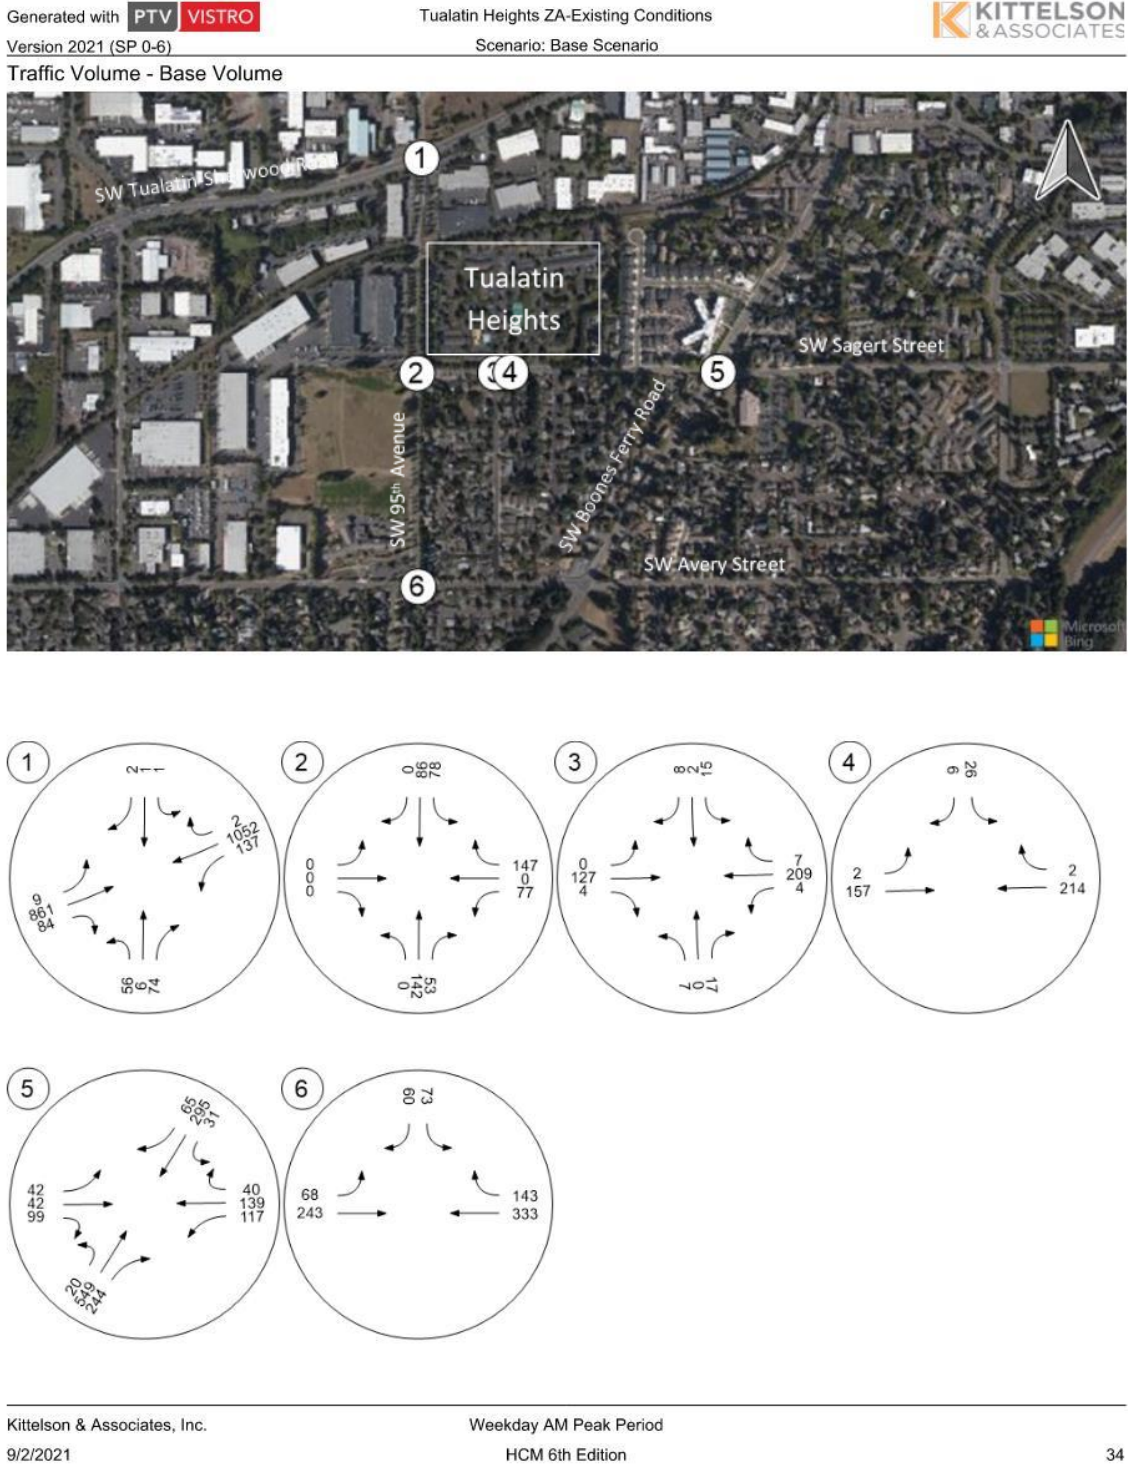 Generated with PTV VISTRO
Tualatin Heights ZA-Existing Conditions
KITTELSON
& ASSOCIATES
Version 2021 (SP 0-6)
Scenario: Base Scenario
Traffic Volume - Base Volume
1
SW Tualatin-Sherwood Road
Tualatin
Heights
SW Sagert Street
2
3
4
5
SW Boones Ferry Road
SW 95th Avenue
SW Avery Street
6
Microsoft
Bing
1
2 1 1
2
1052
137
9
861
84
56 6 74
2
0 98 87
0
0
0
147
0
77
0 142 53
3
8 2 15
0
127
4
7
209
4
7 0 17
4
6 26
2
157
2
214
5
65
295
31
42
42
99
40
139
117
20
549
244
6
60 73
68
243
143
333
Kittelson & Associates, Inc.
Weekday AM Peak Period
9/2/2021
HCM 6th Edition
34